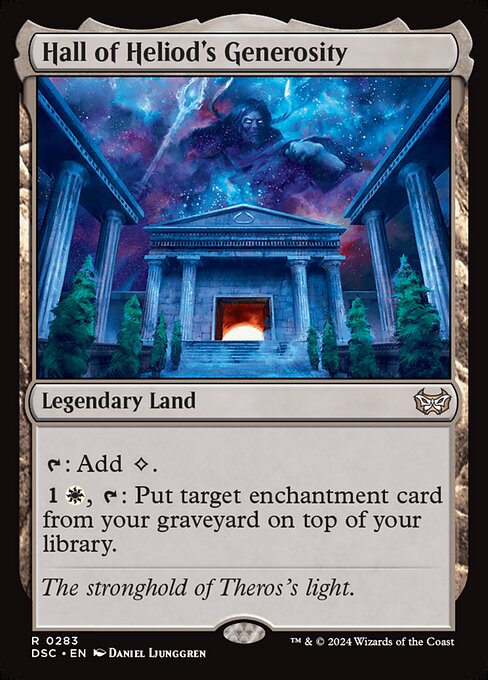 Hall of Heliod's Generosity
Legendary Land
: Add .
1 , : Put target enchantment card
from your graveyard on top of your
library.
The stronghold of Theros's light.
R 0283
DSC • EN Daniel Ljunggren
™ & © 2024 Wizards of the Coast